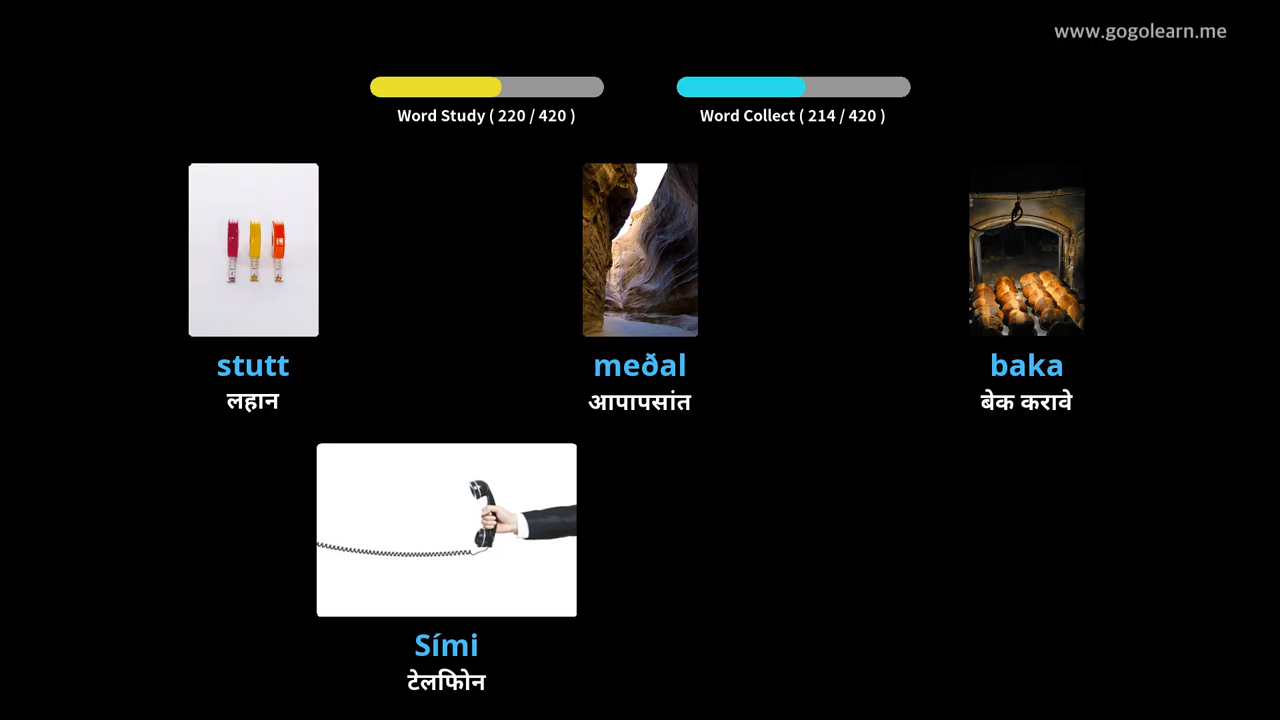 www.gogolearn.me
Word Study ( 220 / 420 )
Word Collect ( 214 / 420 )
stutt
लहान
meðal
आपापसांत
baka
बेक करावे
Sími
टेलिफोन